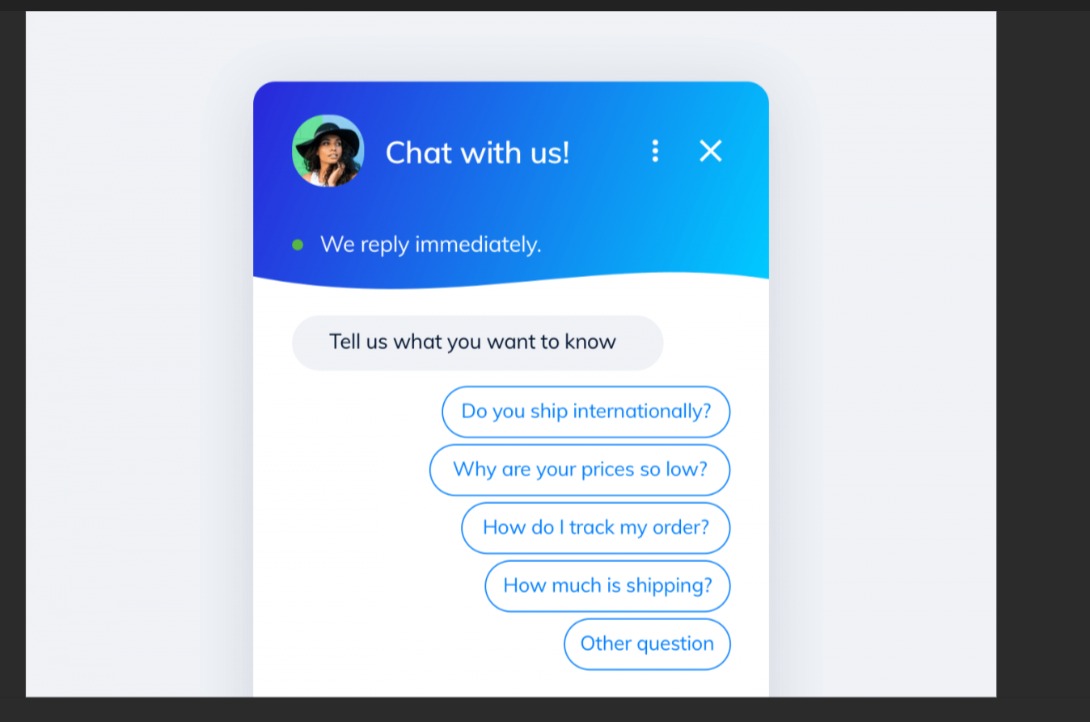 Chat with us!
We reply immediately.
Tell us what you want to know
Do you ship internationally?
Why are your prices so low?
How do I track my order?
How much is shipping?
Other question